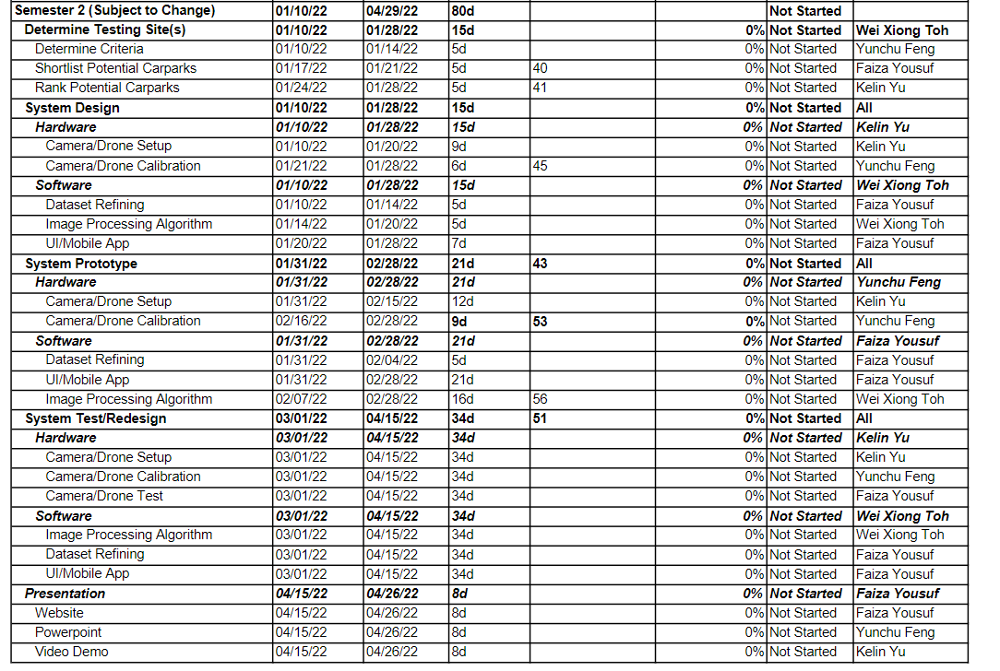 Semester 2 (Subject to Change) 01/10/22 04/29/22 80d Not Started
Determine Testing Site(s) 01/10/22 01/28/22 15d 0% Not Started Wei Xiong Toh
Determine Criteria 01/10/22 01/14/22 5d 0% Not Started Yunchu Feng
Shortlist Potential Carparks 01/17/22 01/21/22 5d 40 0% Not Started Faiza Yousuf
Rank Potential Carparks 01/24/22 01/28/22 5d 41 0% Not Started Kelin Yu
System Design 01/10/22 01/28/22 15d 0% Not Started All
Hardware 01/10/22 01/28/22 15d 0% Not Started Kelin Yu
Camera/Drone Setup 01/10/22 01/20/22 9d 0% Not Started Kelin Yu
Camera/Drone Calibration 01/21/22 01/28/22 6d 45 0% Not Started Yunchu Feng
Software 01/10/22 01/28/22 15d 0% Not Started Wei Xiong Toh
Dataset Refining 01/10/22 01/14/22 5d 0% Not Started Faiza Yousuf
Image Processing Algorithm 01/14/22 01/20/22 5d 0% Not Started Wei Xiong Toh
UI/Mobile App 01/20/22 01/28/22 7d 0% Not Started Faiza Yousuf
System Prototype 01/31/22 02/28/22 21d 43 0% Not Started All
Hardware 01/31/22 02/28/22 21d 0% Not Started Yunchu Feng
Camera/Drone Setup 01/31/22 02/15/22 12d 0% Not Started Kelin Yu
Camera/Drone Calibration 02/16/22 02/28/22 9d 53 0% Not Started Yunchu Feng
Software 01/31/22 02/28/22 21d 0% Not Started Faiza Yousuf
Dataset Refining 01/31/22 02/04/22 5d 0% Not Started Faiza Yousuf
UI/Mobile App 01/31/22 02/28/22 21d 0% Not Started Faiza Yousuf
Image Processing Algorithm 02/07/22 02/28/22 16d 56 0% Not Started Wei Xiong Toh
System Test/Redesign 03/01/22 04/15/22 34d 51 0% Not Started All
Hardware 03/01/22 04/15/22 34d 0% Not Started Kelin Yu
Camera/Drone Setup 03/01/22 04/15/22 34d 0% Not Started Kelin Yu
Camera/Drone Calibration 03/01/22 04/15/22 34d 0% Not Started Yunchu Feng
Camera/Drone Test 03/01/22 04/15/22 34d 0% Not Started Faiza Yousuf
Software 03/01/22 04/15/22 34d 0% Not Started Wei Xiong Toh
Image Processing Algorithm 03/01/22 04/15/22 34d 0% Not Started Wei Xiong Toh
Dataset Refining 03/01/22 04/15/22 34d 0% Not Started Faiza Yousuf
UI/Mobile App 03/01/22 04/15/22 34d 0% Not Started Faiza Yousuf
Presentation 04/15/22 04/26/22 8d 0% Not Started Faiza Yousuf
Website 04/15/22 04/26/22 8d 0% Not Started Faiza Yousuf
Powerpoint 04/15/22 04/26/22 8d 0% Not Started Yunchu Feng
Video Demo 04/15/22 04/26/22 8d 0% Not Started Kelin Yu